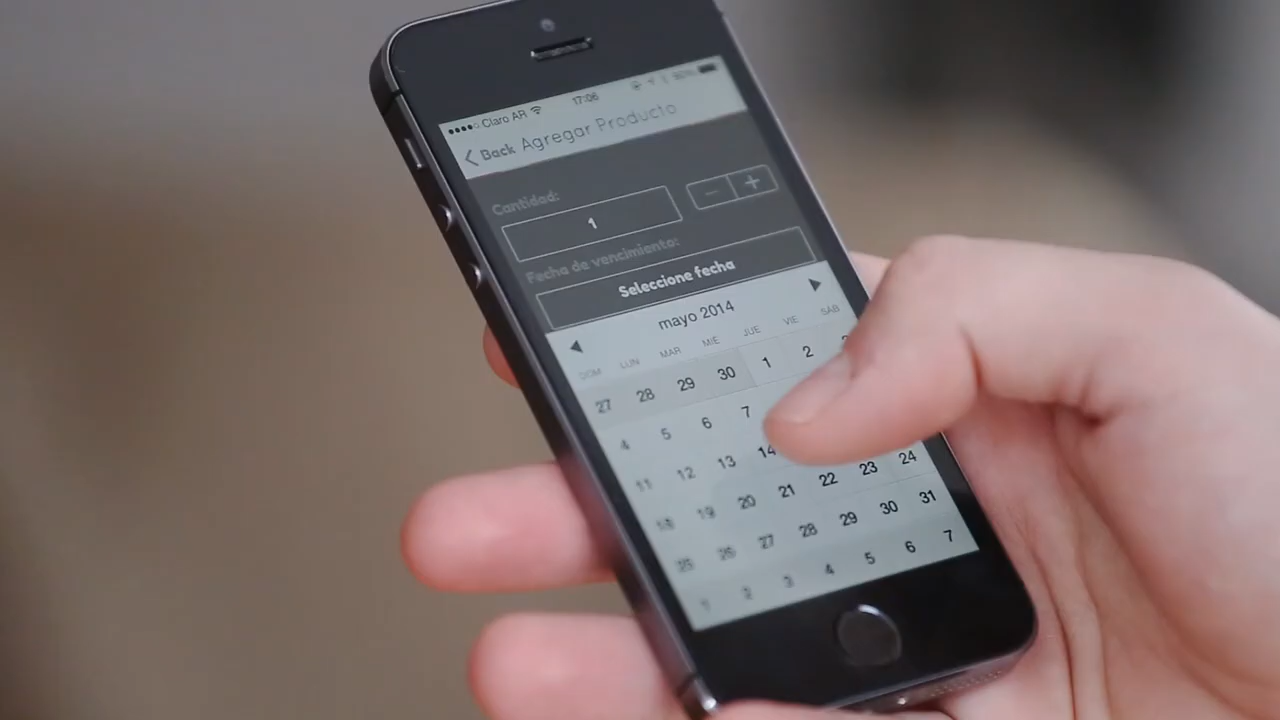 Claro AR 17:06
Back Agregar Producto
Cantidad:
1
Fecha de vencimiento:
Seleccione fecha
mayo 2014
DOM LUN MAR MIÉ JUE VIE SÁB
27 28 29 30 1 2
4 5 6 7
11 12 13 14
18 19 20 21 22 23 24
25 26 27 28 29 30 31
1 2 3 4 5 6 7